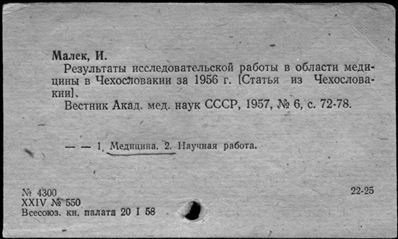 Малек, И.
Результаты исследовательской работы в области меди-
цины в Чехословакии за 1956 г. [Статья из Чехослова-
кии].
Вестник Акад. мед. наук СССР, 1957, № 6, с. 72-78.
— — 1. Медицина. 2. Научная работа.
№ 4300 22-25
XXIV № 550
Всесоюз. кн. палата 20 I 58